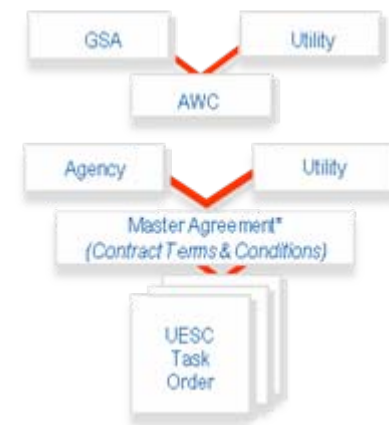 GSA Utility
AWC
Agency Utility
Master Agreement*
(Contract Terms & Conditions)
UESC
Task
Order